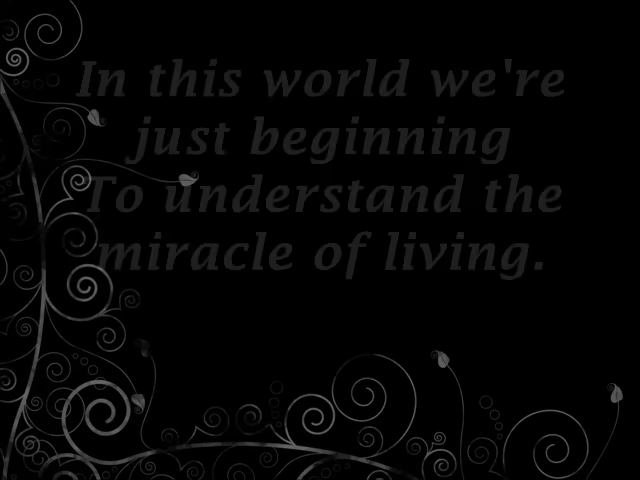 In this world we're
just beginning
To understand the
miracle of living.